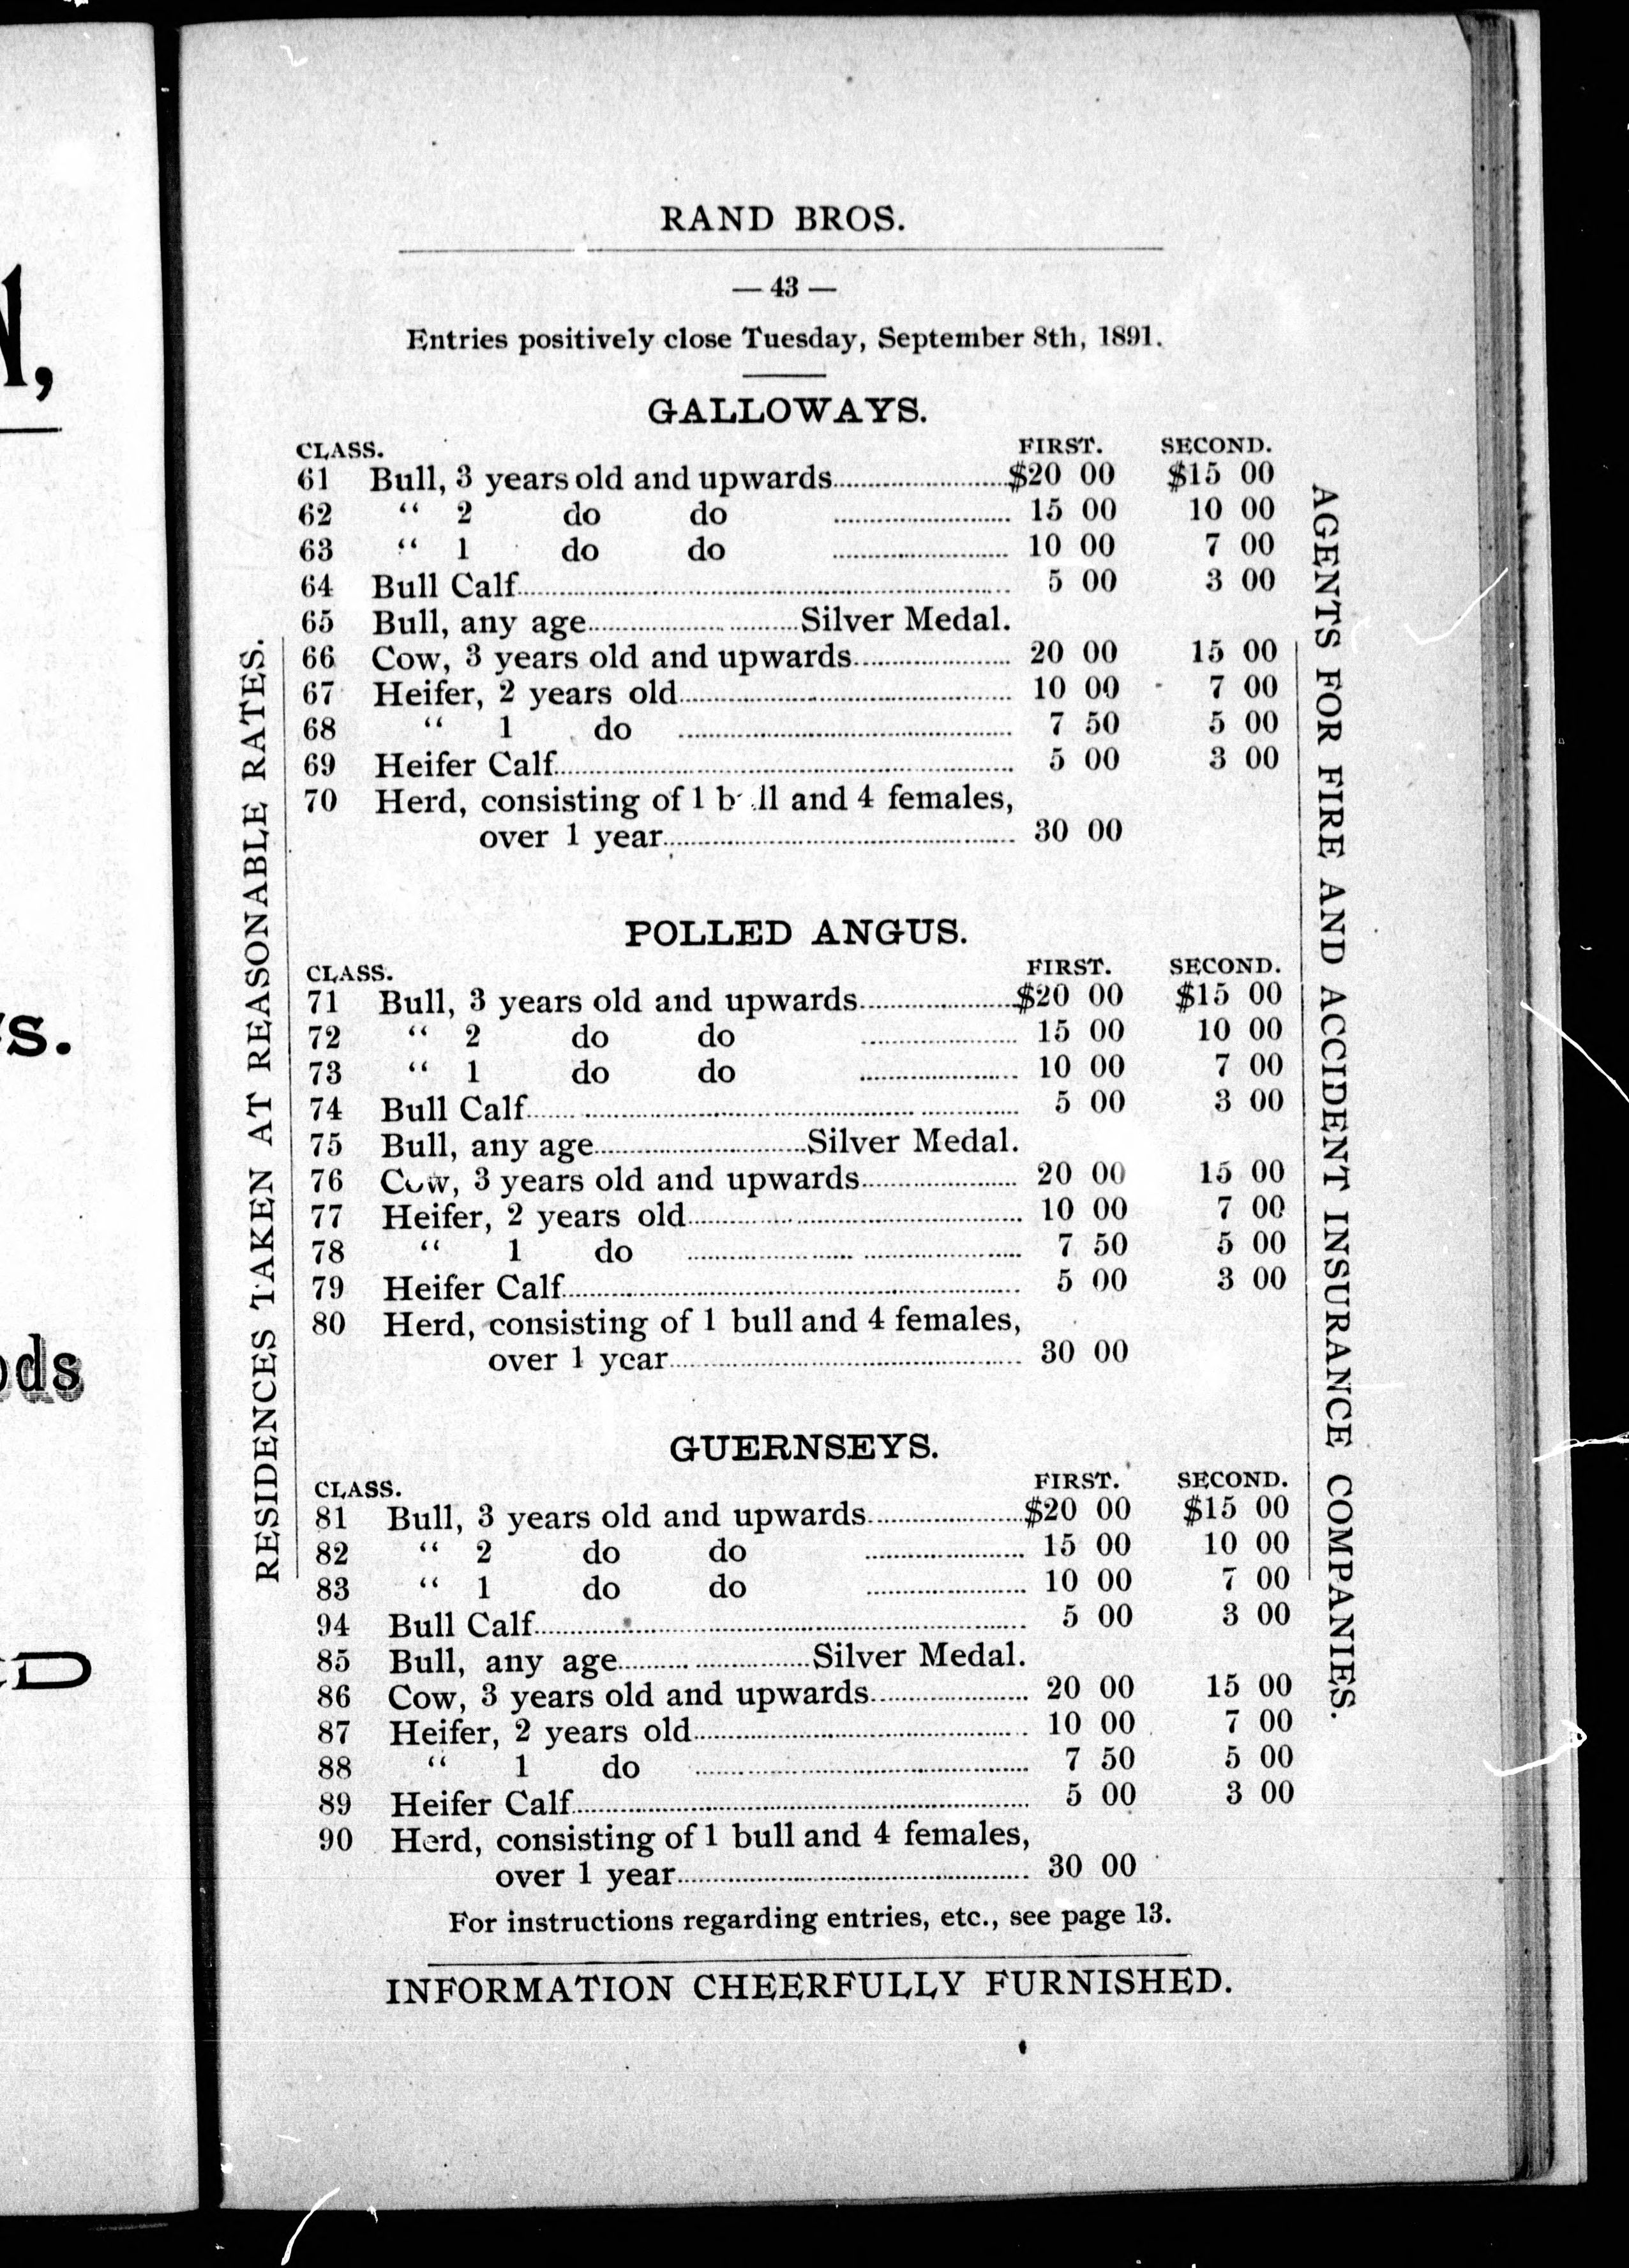 RAND BROS.
— 43 —
Entries positively close Tuesday, September 8th, 1891.
GALLOWAYS.
CLASS. FIRST. SECOND.
61 Bull, 3 years old and upwards........................$20 00 $15 00
62 “ 2 do do ........................ 15 00 10 00
63 “ 1 do do ........................ 10 00 7 00
64 Bull Calf........................ 5 00 3 00
65 Bull, any age........................Silver Medal.
66 Cow, 3 years old and upwards........................ 20 00 15 00
67 Heifer, 2 years old........................ 10 00 7 00
68 “ 1 do ........................ 7 50 5 00
69 Heifer Calf........................ 5 00 3 00
70 Herd, consisting of 1 b ll and 4 females,
over 1 year........................ 30 00
POLLED ANGUS.
CLASS. FIRST. SECOND.
71 Bull, 3 years old and upwards........................$20 00 $15 00
72 “ 2 do do ........................ 15 00 10 00
73 “ 1 do do ........................ 10 00 7 00
74 Bull Calf........................ 5 00 3 00
75 Bull, any age........................Silver Medal.
76 Cow, 3 years old and upwards........................ 20 00 15 00
77 Heifer, 2 years old........................ 10 00 7 00
78 “ 1 do ........................ 7 50 5 00
79 Heifer Calf........................ 5 00 3 00
80 Herd, consisting of 1 bull and 4 females,
over 1 year........................ 30 00
GUERNSEYS.
CLASS. FIRST. SECOND.
81 Bull, 3 years old and upwards........................$20 00 $15 00
82 “ 2 do do ........................ 15 00 10 00
83 “ 1 do do ........................ 10 00 7 00
94 Bull Calf........................ 5 00 3 00
85 Bull, any age........................Silver Medal.
86 Cow, 3 years old and upwards........................ 20 00 15 00
87 Heifer, 2 years old........................ 10 00 7 00
88 “ 1 do ........................ 7 50 5 00
89 Heifer Calf........................ 5 00 3 00
90 Herd, consisting of 1 bull and 4 females,
over 1 year........................ 30 00
For instructions regarding entries, etc., see page 13.
INFORMATION CHEERFULLY FURNISHED.
RESIDENCES TAKEN AT REASONABLE RATES.
AGENTS FOR FIRE AND ACCIDENT INSURANCE COMPANIES.